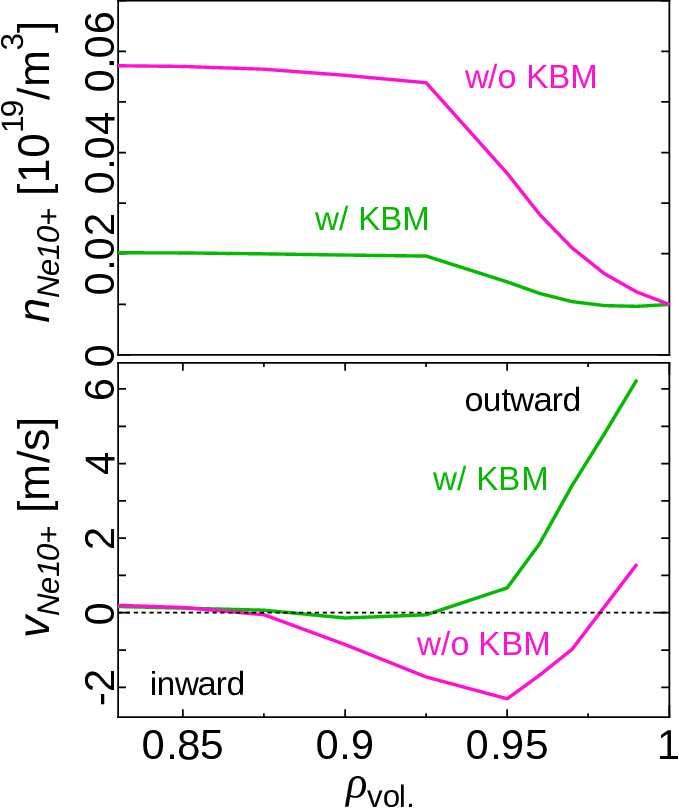 n_Ne10+ [10^19/m^3]
0.06
0.04
0.02
0
w/o KBM
w/ KBM
v_Ne10+ [m/s]
6
4
2
0
-2
outward
w/ KBM
w/o KBM
inward
0.85 0.9 0.95 1
ρvol.